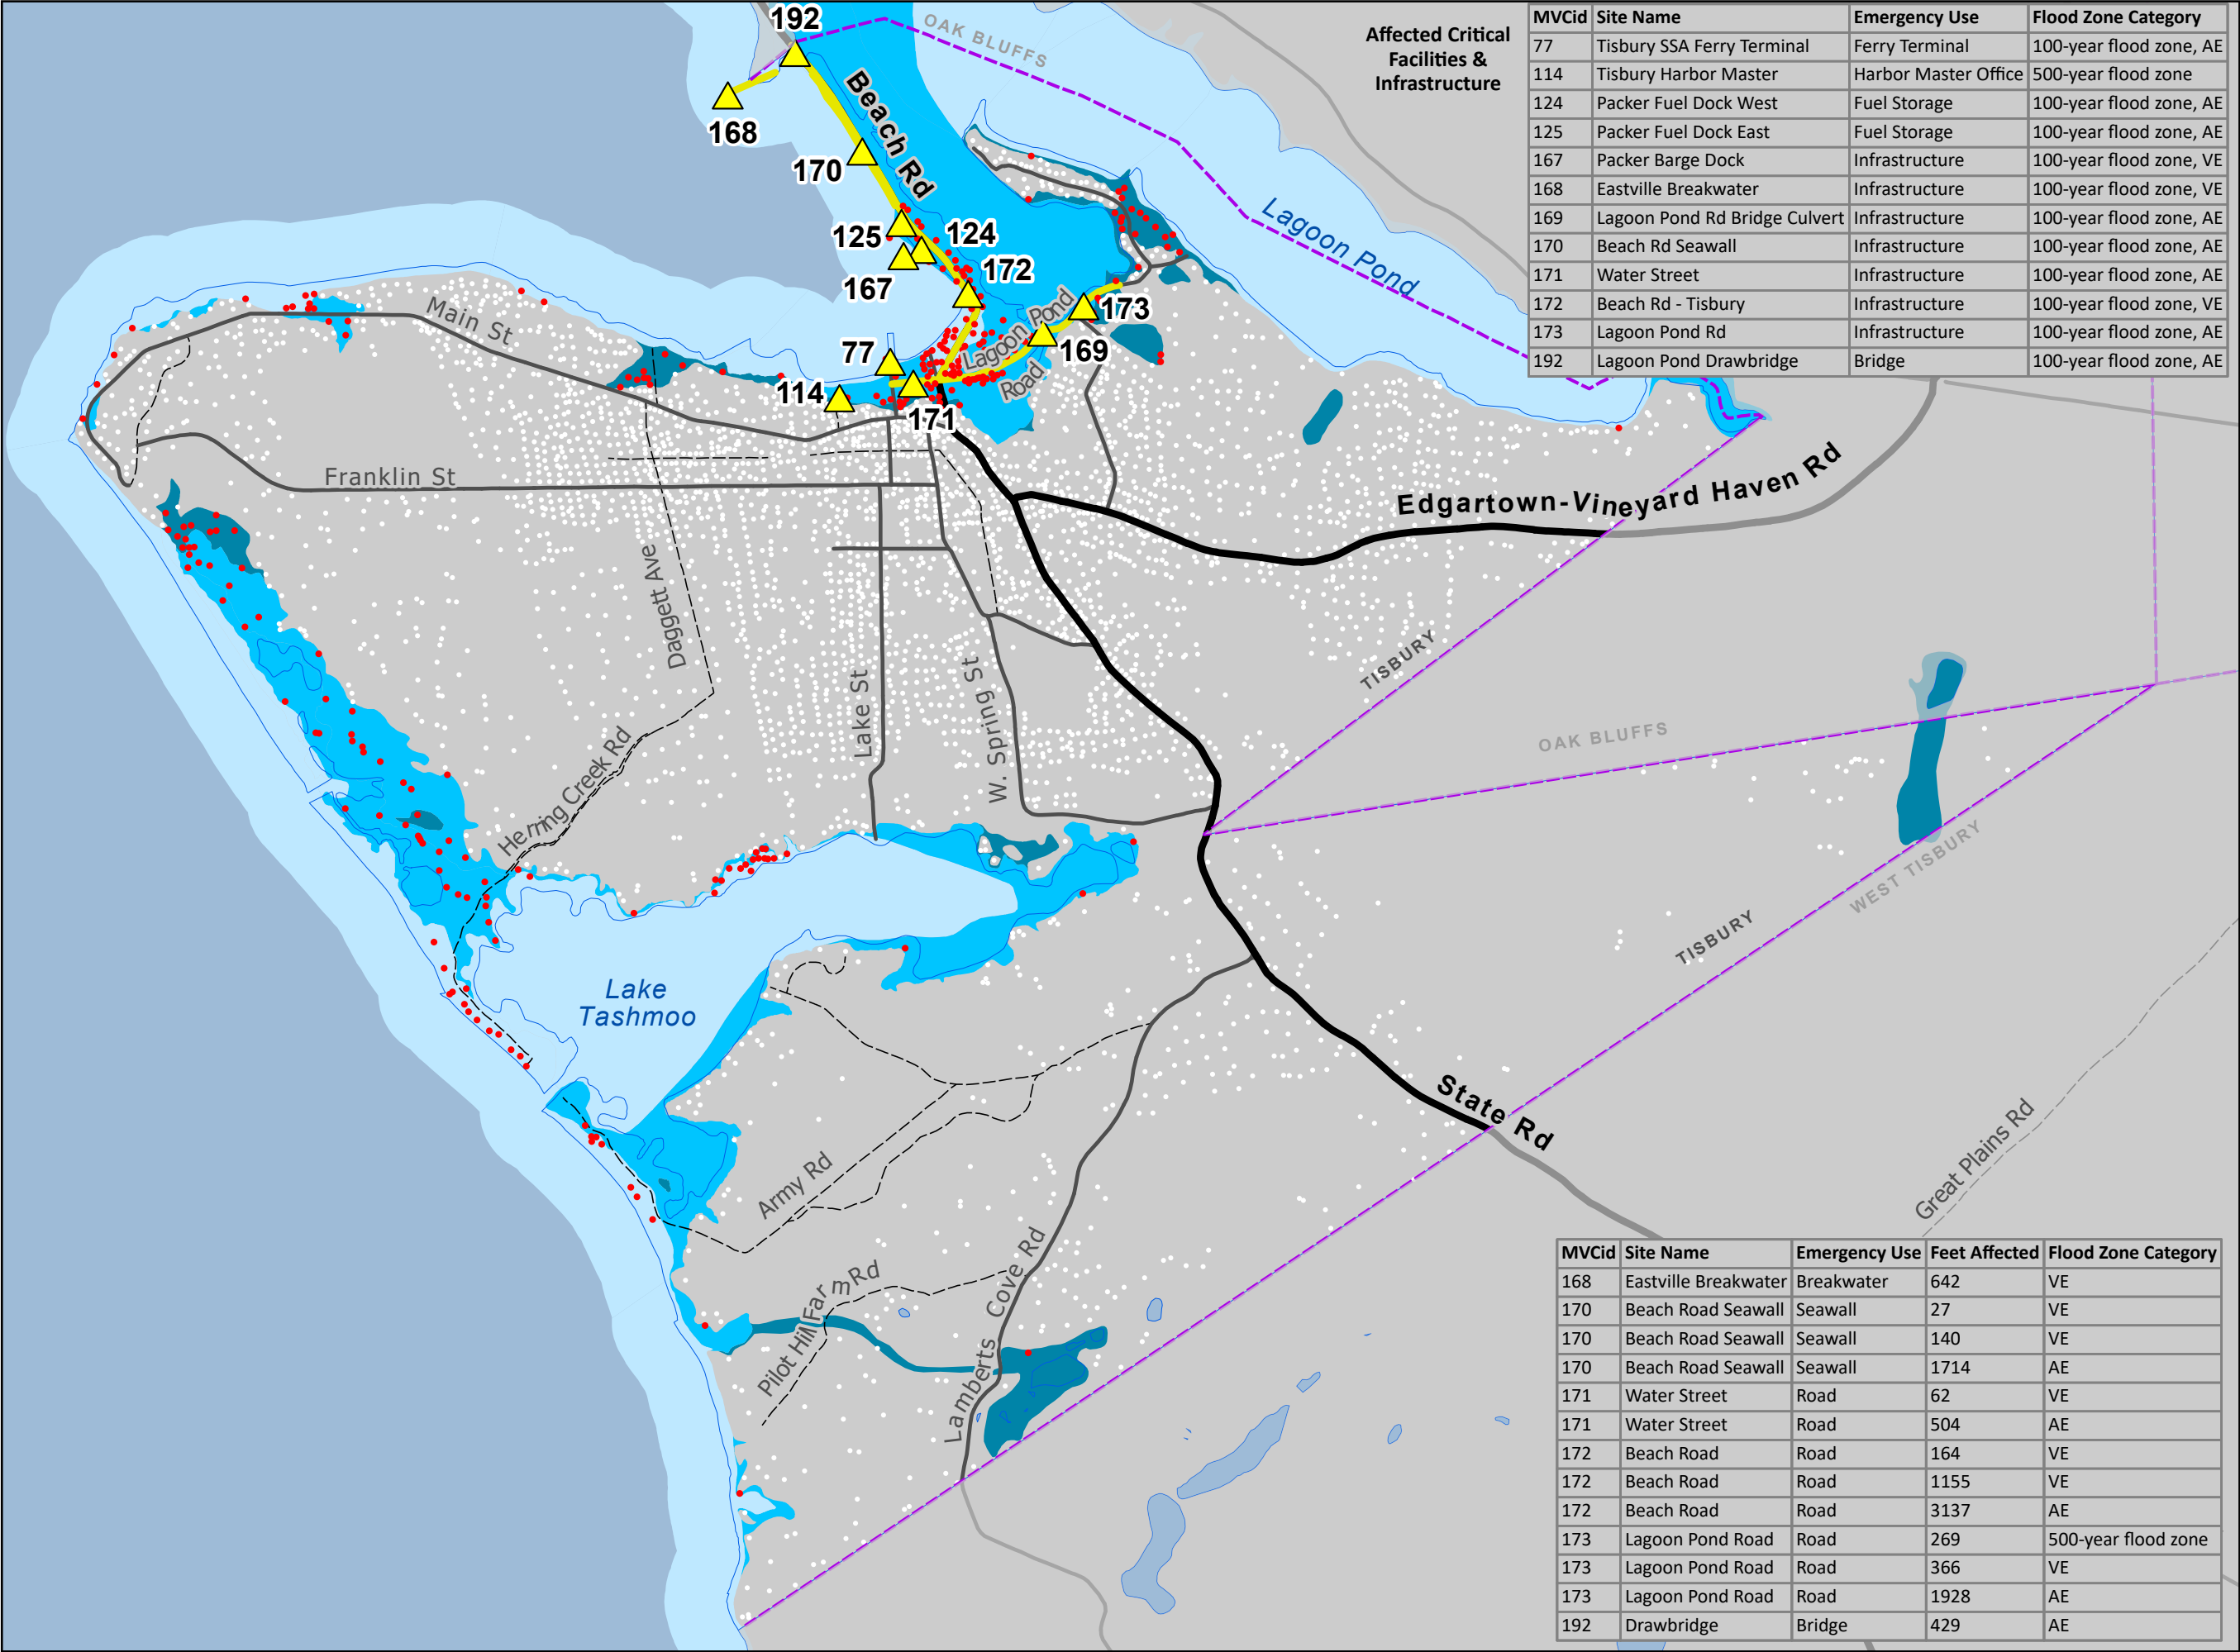 Affected Critical
Facilities &
Infrastructure
MVCid Site Name Emergency Use Flood Zone Category
77 Tisbury SSA Ferry Terminal Ferry Terminal 100-year flood zone, AE
114 Tisbury Harbor Master Harbor Master Office 500-year flood zone
124 Packer Fuel Dock West Fuel Storage 100-year flood zone, AE
125 Packer Fuel Dock East Fuel Storage 100-year flood zone, AE
167 Packer Barge Dock Infrastructure 100-year flood zone, VE
168 Eastville Breakwater Infrastructure 100-year flood zone, VE
169 Lagoon Pond Rd Bridge Culvert Infrastructure 100-year flood zone, AE
170 Beach Rd Seawall Infrastructure 100-year flood zone, AE
171 Water Street Infrastructure 100-year flood zone, AE
172 Beach Rd - Tisbury Infrastructure 100-year flood zone, VE
173 Lagoon Pond Rd Infrastructure 100-year flood zone, AE
192 Lagoon Pond Drawbridge Bridge 100-year flood zone, AE
192
OAK BLUFFS
Beach Rd
168
170
125
124
167
172
Lagoon Pond
173
77
Lagoon Pond
Road
169
114
171
Main St
Franklin St
Edgartown-Vineyard Haven Rd
Daggett Ave
TISBURY
Lake St
W. Spring St
OAK BLUFFS
Herring Creek Rd
WEST TISBURY
TISBURY
Lake
Tashmoo
State Rd
Great Plains Rd
Army Rd
Pilot Hill Farm Rd
Lamberts Cove Rd
MVCid Site Name Emergency Use Feet Affected Flood Zone Category
168 Eastville Breakwater Breakwater 642 VE
170 Beach Road Seawall Seawall 27 VE
170 Beach Road Seawall Seawall 140 VE
170 Beach Road Seawall Seawall 1714 AE
171 Water Street Road 62 VE
171 Water Street Road 504 AE
172 Beach Road Road 164 VE
172 Beach Road Road 1155 VE
172 Beach Road Road 3137 AE
173 Lagoon Pond Road Road 269 500-year flood zone
173 Lagoon Pond Road Road 366 VE
173 Lagoon Pond Road Road 1928 AE
192 Drawbridge Bridge 429 AE